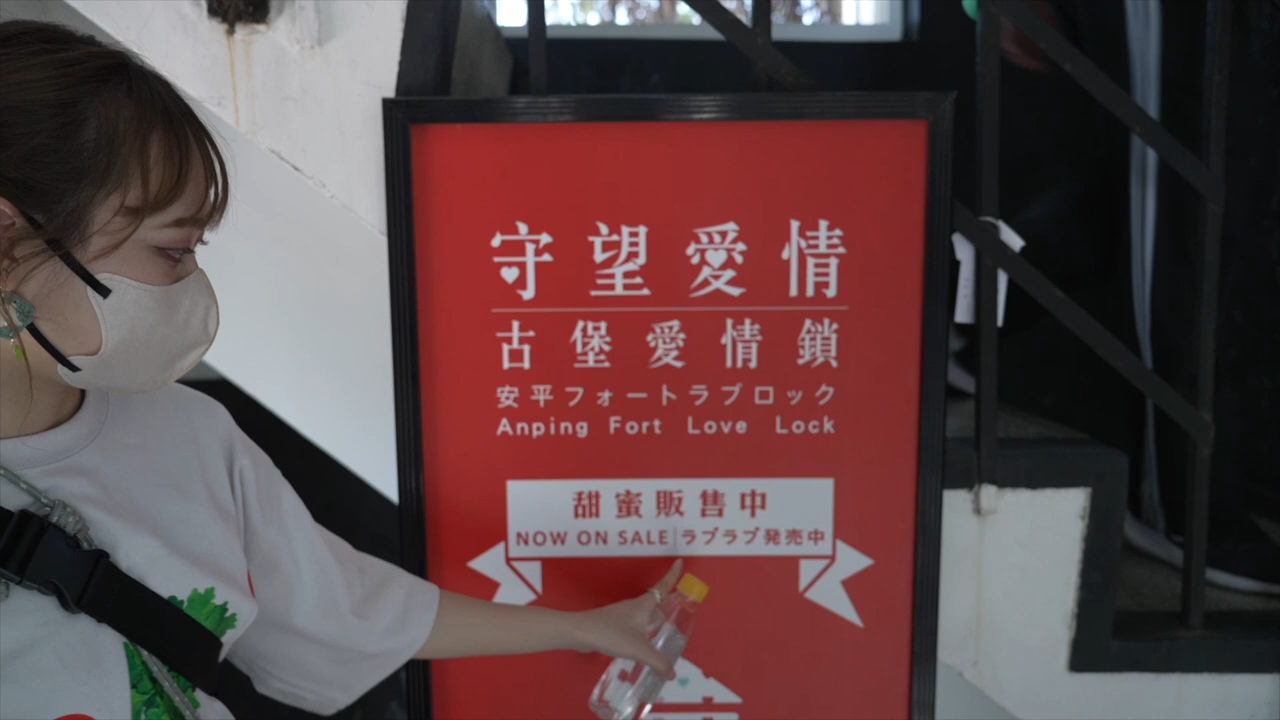 守望愛情
古堡愛情鎖
安平フォートラブロック
Anping Fort Love Lock
甜蜜販售中
NOW ON SALE|ラブラブ発売中